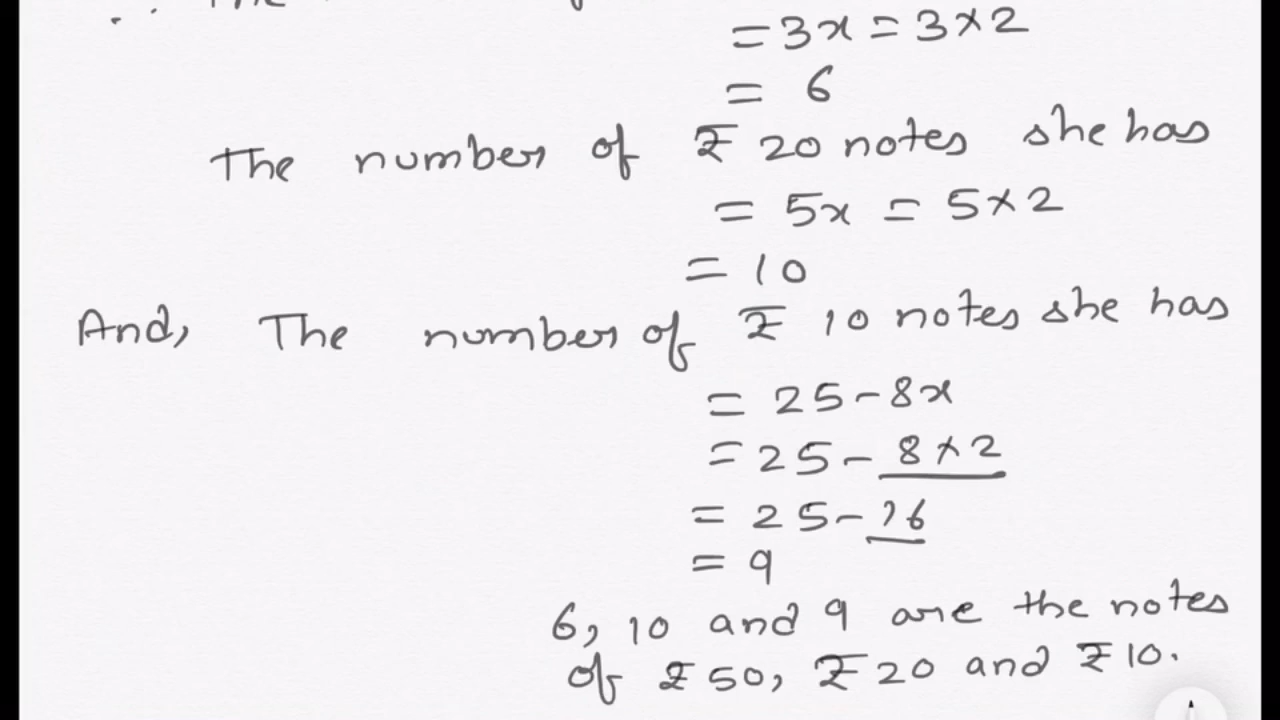 = 3x = 3×2
= 6
The number of ₹ 20 notes she has
= 5x = 5×2
= 10
And, The number of ₹ 10 notes she has
= 25-8x
= 25-8×2
= 25-16
= 9
6, 10 and 9 are the notes
of ₹50, ₹20 and ₹10.